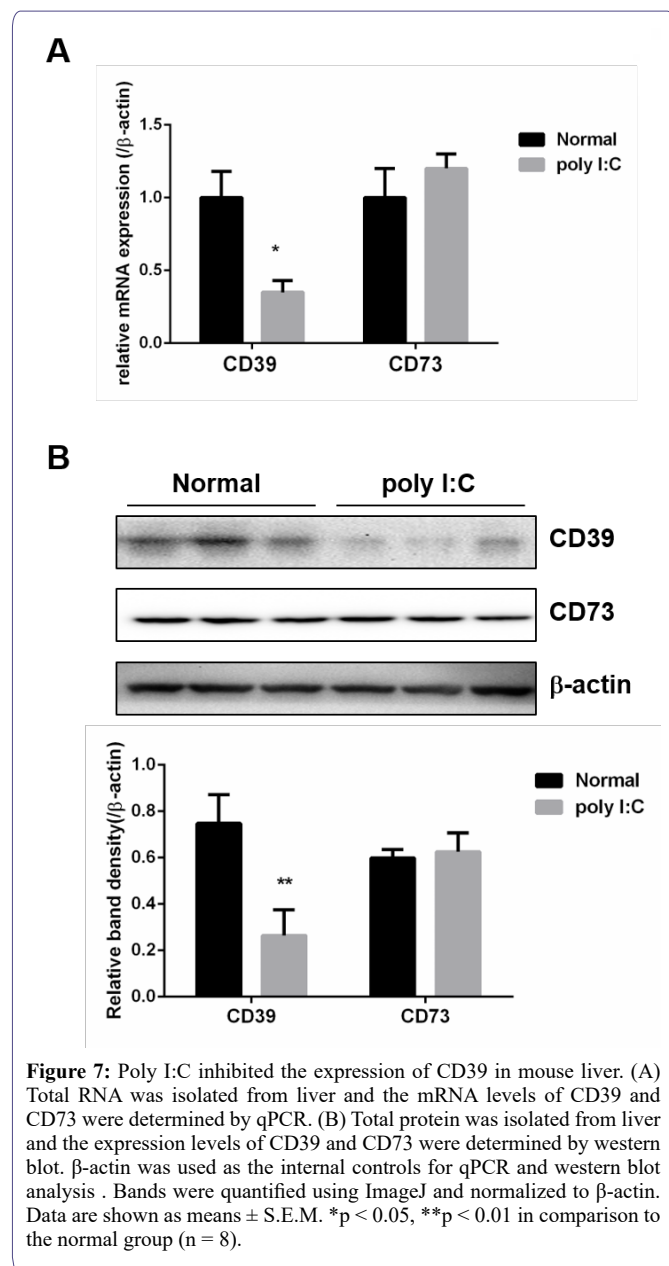 A
relative mRNA expression (/β-actin)
1.5
1.0
0.5
0.0
*
CD39
CD73
Normal
poly I:C
B
Normal poly I:C
CD39
CD73
β-actin
Relative band density(/β-actin)
1.0
0.8
0.6
0.4
0.2
0.0
**
CD39
CD73
Normal
poly I:C
Figure 7: Poly I:C inhibited the expression of CD39 in mouse liver. (A)
Total RNA was isolated from liver and the mRNA levels of CD39 and
CD73 were determined by qPCR. (B) Total protein was isolated from liver
and the expression levels of CD39 and CD73 were determined by western
blot. β-actin was used as the internal controls for qPCR and western blot
analysis . Bands were quantified using ImageJ and normalized to β-actin.
Data are shown as means ± S.E.M. *p < 0.05, **p < 0.01 in comparison to
the normal group (n = 8).